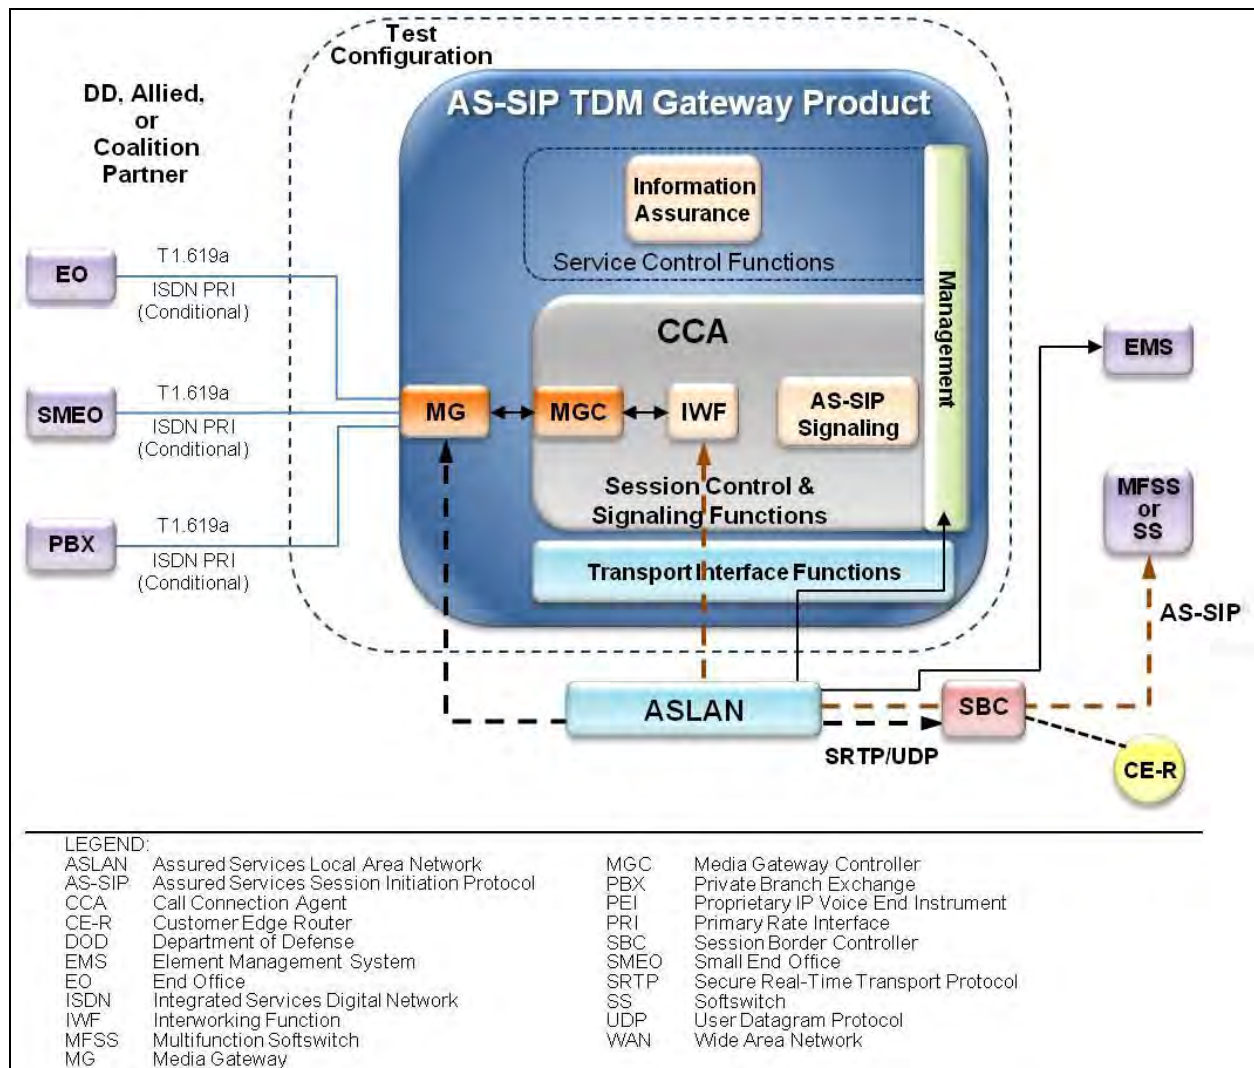 Test
Configuration
DD, Allied,
or
Coalition
Partner
AS-SIP TDM Gateway Product
Information
Assurance
Service Control Functions
Management
EO
T1.619a
ISDN PRI
(Conditional)
CCA
EMS
SMEO
T1.619a
ISDN PRI
(Conditional)
MG
MGC
IWF
AS-SIP
Signaling
Session Control &
Signaling Functions
MFSS
or
SS
PBX
T1.619a
ISDN PRI
(Conditional)
Transport Interface Functions
AS-SIP
ASLAN
SBC
SRTP/UDP
CE-R
LEGEND:
ASLAN Assured Services Local Area Network
AS-SIP Assured Services Session Initiation Protocol
CCA Call Connection Agent
CE-R Customer Edge Router
DOD Department of Defense
EMS Element Management System
EO End Office
ISDN Integrated Services Digital Network
IWF Interworking Function
MFSS Multifunction Softswitch
MG Media Gateway
MGC Media Gateway Controller
PBX Private Branch Exchange
PEI Proprietary IP Voice End Instrument
PRI Primary Rate Interface
SBC Session Border Controller
SMEO Small End Office
SRTP Secure Real-Time Transport Protocol
SS Softswitch
UDP User Datagram Protocol
WAN Wide Area Network